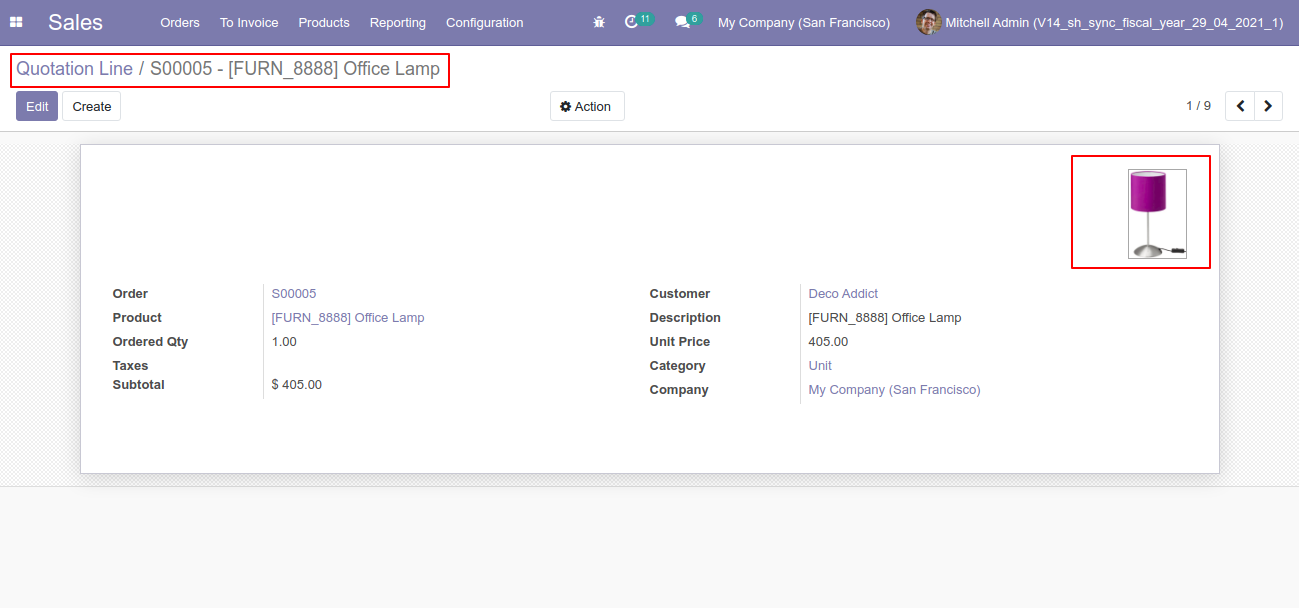 Sales Orders To Invoice Products Reporting Configuration 11 6 My Company (San Francisco) Mitchell Admin (V14_sh_sync_fiscal_year_29_04_2021_1)
Quotation Line / S00005 - [FURN_8888] Office Lamp
Edit Create Action 1 / 9
Order S00005 Customer Deco Addict
Product [FURN_8888] Office Lamp Description [FURN_8888] Office Lamp
Ordered Qty 1.00 Unit Price 405.00
Taxes Category Unit
Subtotal $ 405.00 Company My Company (San Francisco)